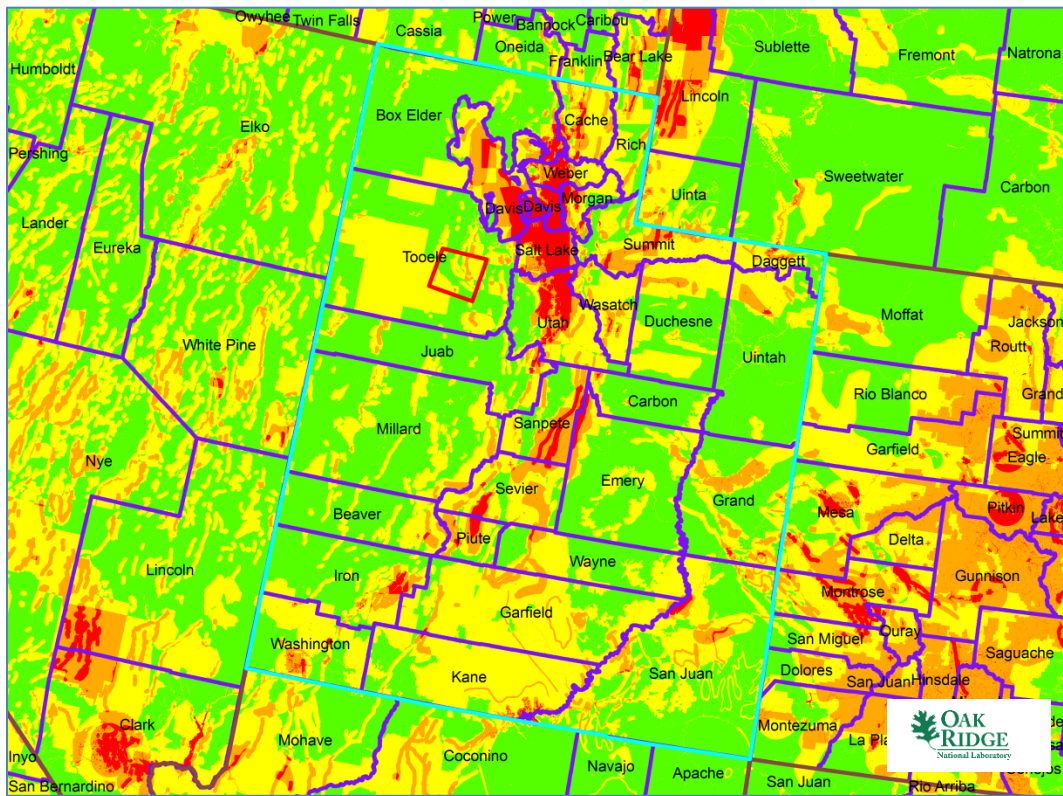 Owyhee
Twin Falls
Cassia
Power
Bannock
Caribou
Oneida
Franklin
Bear Lake
Sublette
Fremont
Natrona
Humboldt
Elko
Box Elder
Cache
Lincoln
Rich
Pershing
Weber
Morgan
Uinta
Sweetwater
Carbon
Lander
Eureka
Davis
Davis
Tooele
Salt Lake
Summit
Daggett
White Pine
Utah
Wasatch
Duchesne
Uintah
Moffat
Jackson
Routt
Juab
Rio Blanco
Grand
Nye
Millard
Sanpete
Carbon
Garfield
Summit
Eagle
Sevier
Emery
Grand
Mesa
Pitkin
Lake
Beaver
Piute
Delta
Lincoln
Iron
Wayne
Gunnison
Montrose
Garfield
Washington
San Miguel
Ouray
Saguache
Kane
San Juan
Dolores
San Juan
Hinsdale
Clark
Mohave
Montezuma
La Pla
Inyo
Coconino
Navajo
Apache
San Juan
San Bernardino
Rio Arriba
OAK
RIDGE
National Laboratory